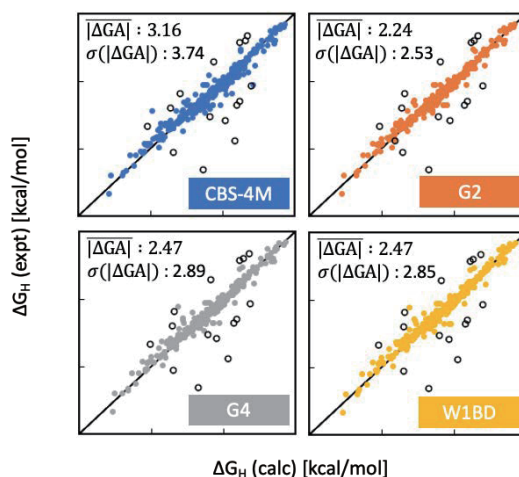 |ΔGA| : 3.16
σ(|ΔGA|) : 3.74
CBS-4M
|ΔGA| : 2.24
σ(|ΔGA|) : 2.53
G2
|ΔGA| : 2.47
σ(|ΔGA|) : 2.89
G4
|ΔGA| : 2.47
σ(|ΔGA|) : 2.85
W1BD
ΔG_H (expt) [kcal/mol]
ΔG_H (calc) [kcal/mol]